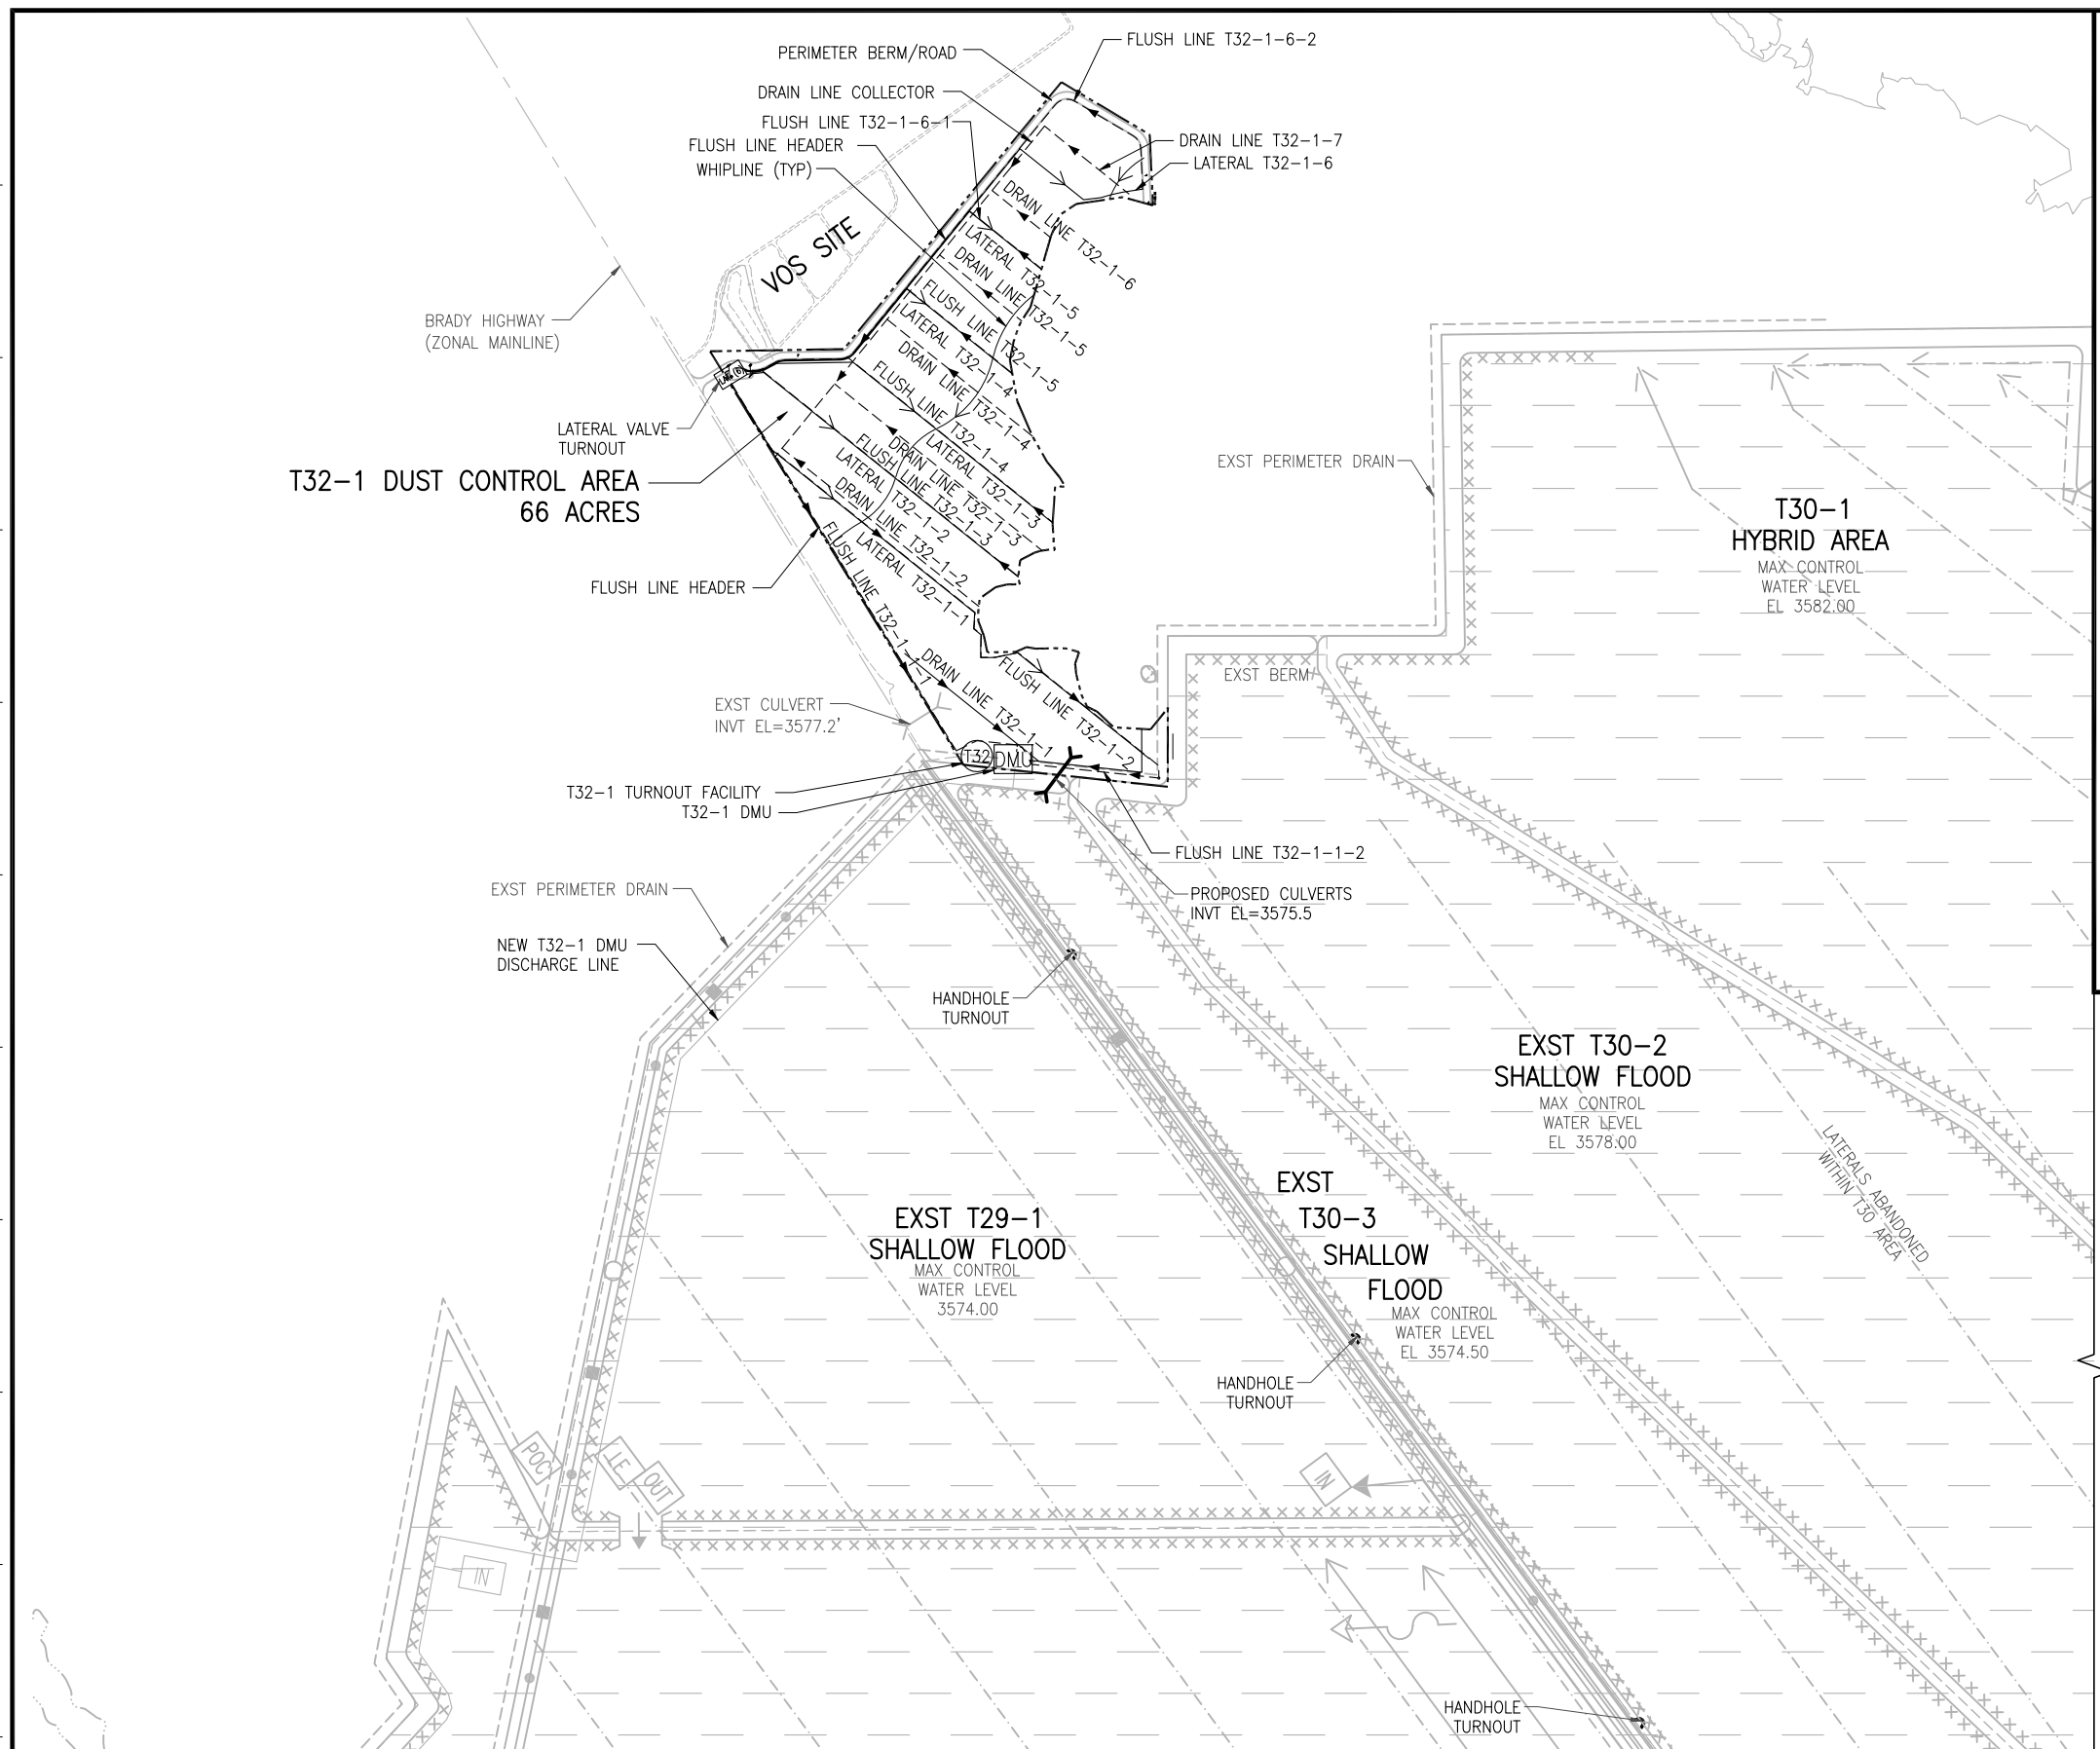 PERIMETER BERM/ROAD
FLUSH LINE T32-1-6-2
DRAIN LINE COLLECTOR
FLUSH LINE T32-1-6-1
FLUSH LINE HEADER
WHIPLINE (TYP)
DRAIN LINE T32-1-7
LATERAL T32-1-6
DRAIN LINE T32-1-6
LATERAL T32-1-5
DRAIN LINE T32-1-5
FLUSH LINE T32-1-5
LATERAL T32-1-4
DRAIN LINE T32-1-4
FLUSH LINE T32-1-4
LATERAL T32-1-3
DRAIN LINE T32-1-3
FLUSH LINE T32-1-3
LATERAL T32-1-2
DRAIN LINE T32-1-2
LATERAL T32-1-1
FLUSH LINE T32-1-1-1
DRAIN LINE T32-1-1
FLUSH LINE T32-1-1-2
VOS SITE
BRADY HIGHWAY
(ZONAL MAINLINE)
LATERAL VALVE
TURNOUT
T32-1 DUST CONTROL AREA
66 ACRES
FLUSH LINE HEADER
EXST PERIMETER DRAIN
T30-1
HYBRID AREA
MAX CONTROL
WATER LEVEL
EL 3582.00
EXST BERM
EXST CULVERT
INVT EL=3577.2'
T32
DMU
T32-1 TURNOUT FACILITY
T32-1 DMU
FLUSH LINE T32-1-1-2
PROPOSED CULVERTS
INVT EL=3575.5
EXST PERIMETER DRAIN
NEW T32-1 DMU
DISCHARGE LINE
HANDHOLE
TURNOUT
EXST T30-2
SHALLOW FLOOD
MAX CONTROL
WATER LEVEL
EL 3578.00
LATERALS ABANDONED
WITHIN T30 AREA
EXST
T30-3
SHALLOW
FLOOD
MAX CONTROL
WATER LEVEL
EL 3574.50
EXST T29-1
SHALLOW FLOOD
MAX CONTROL
WATER LEVEL
3574.00
HANDHOLE
TURNOUT
POC
LE
OUT
IN
IN
HANDHOLE
TURNOUT